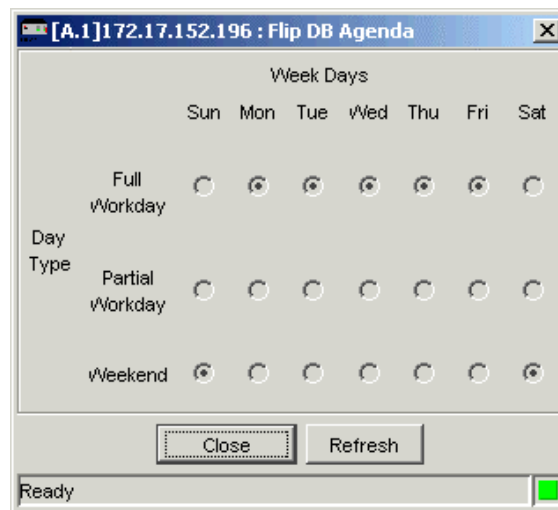 [A.1]172.17.152.196 : Flip DB Agenda
Week Days
Sun Mon Tue Wed Thu Fri Sat
Full
Workday
Day
Type
Partial
Workday
Weekend
Close Refresh
Ready